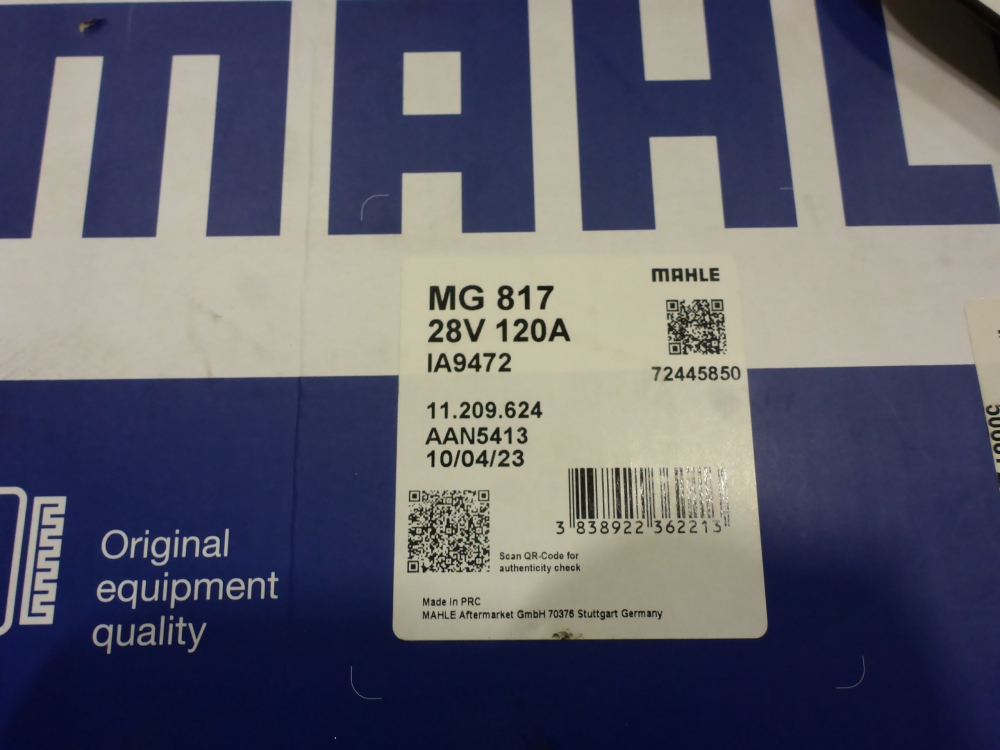 MAHL
MAHLE
MG 817
28V 120A
IA9472
72445850
11.209.624
AAN5413
10/04/23
3 838922 362213
Scan QR-Code for
authenticity check
Made in PRC
MAHLE Aftermarket GmbH 70376 Stuttgart Germany
Original
equipment
quality